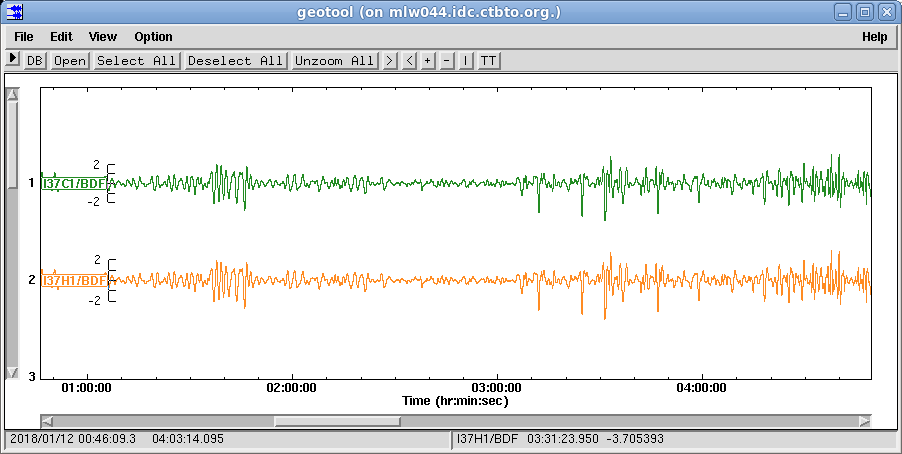 geotool (on mlw044.idc.ctbto.org.)
File Edit View Option Help
DB Open Select All Deselect All Unzoom All > < + - | TT
2
1 I37C1/BDF
-2
2
2 I37H1/BDF
-2
3
01:00:00 02:00:00 03:00:00 04:00:00
Time (hr:min:sec)
2018/01/12 00:46:09.3 04:03:14.095 I37H1/BDF 03:31:23.950 -3.705393